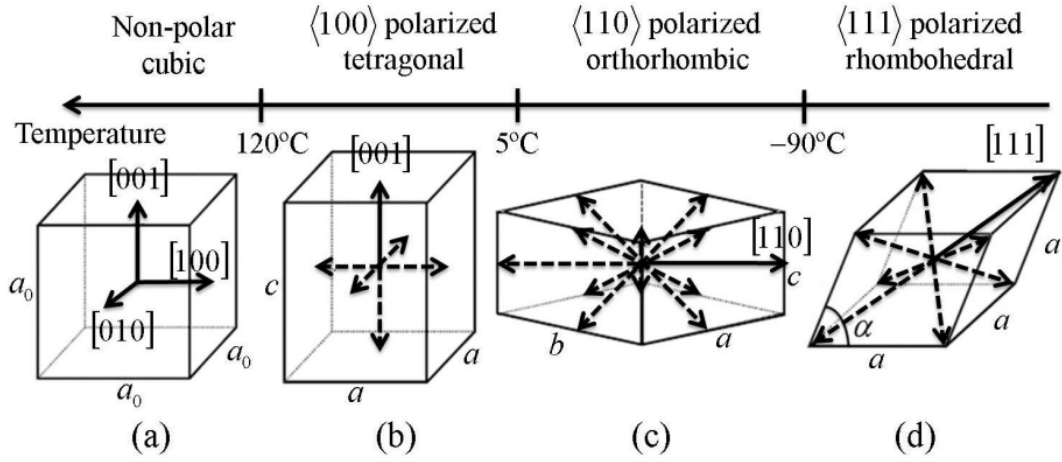 Non-polar
cubic
⟨100⟩ polarized
tetragonal
⟨110⟩ polarized
orthorhombic
⟨111⟩ polarized
rhombohedral
Temperature
120°C
5°C
−90°C
[001]
[100]
[010]
a₀
a₀
a₀
(a)
[001]
c
a
a
(b)
[110]
c
b
a
(c)
[111]
a
a
α
a
(d)